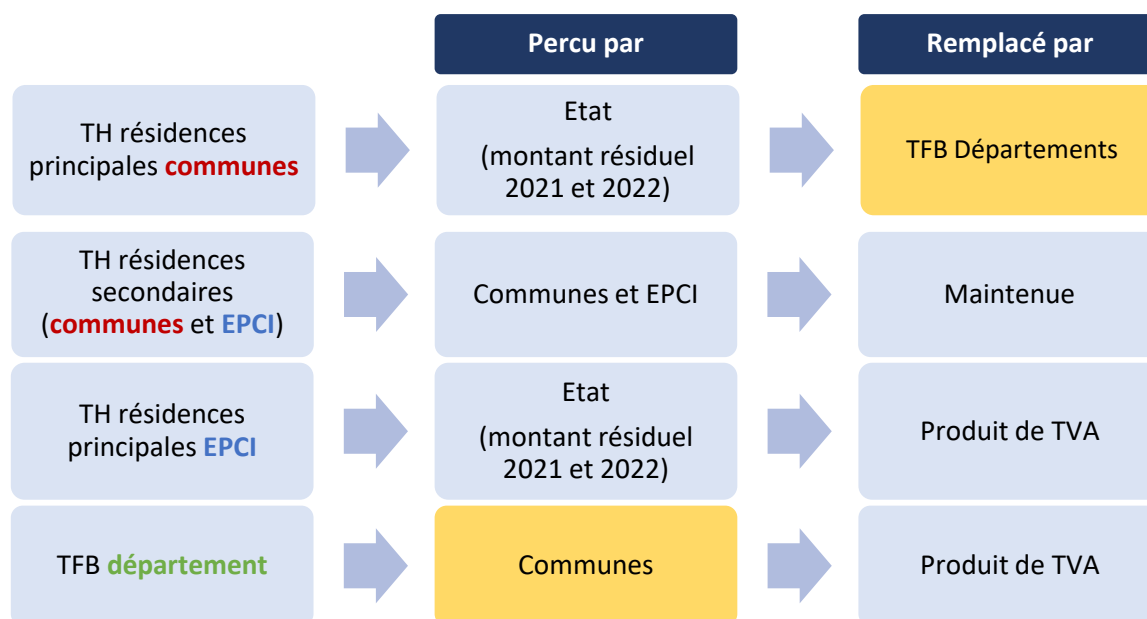 Percu par
Remplacé par
TH résidences
principales communes
Etat
(montant résiduel
2021 et 2022)
TFB Départements
TH résidences
secondaires
(communes et EPCI)
Communes et EPCI
Maintenue
TH résidences
principales EPCI
Etat
(montant résiduel
2021 et 2022)
Produit de TVA
TFB département
Communes
Produit de TVA